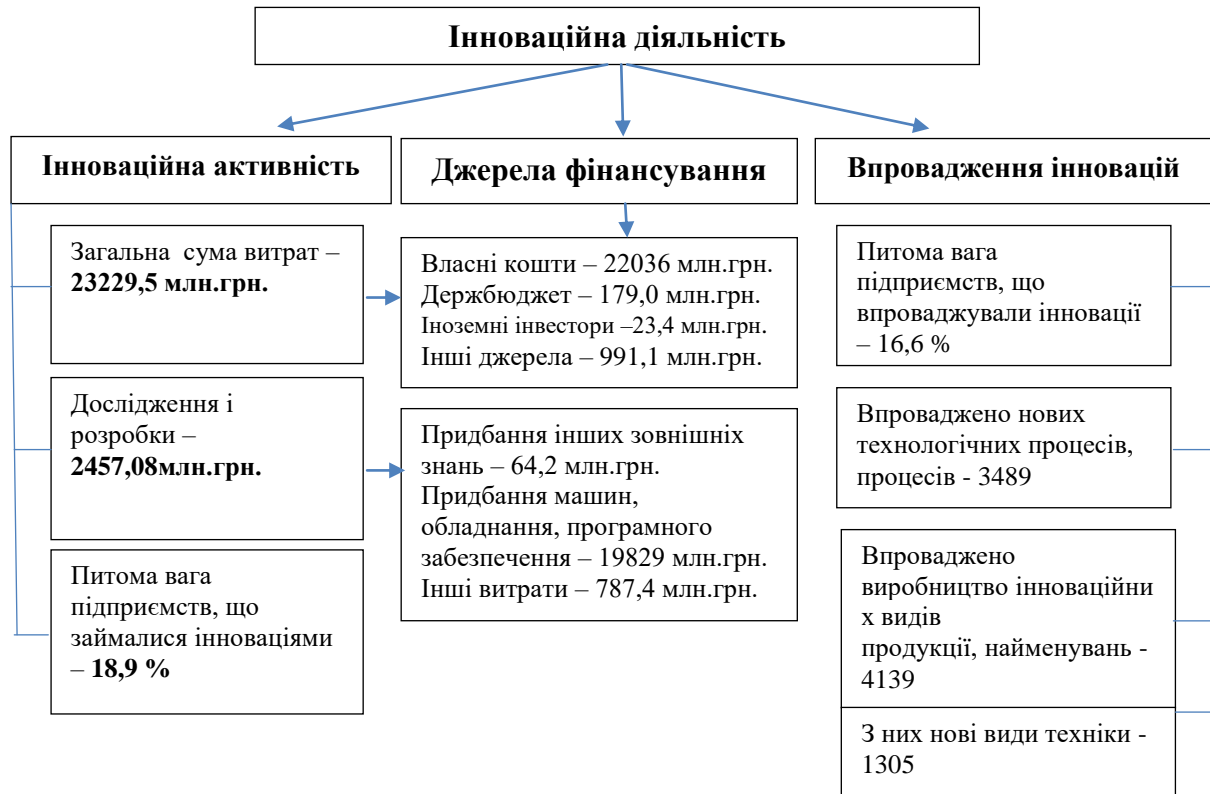 Інноваційна діяльність
Інноваційна активність
Загальна сума витрат –
23229,5 млн.грн.
Дослідження і
розробки –
2457,08млн.грн.
Питома вага
підприємств, що
займалися інноваціями
– 18,9 %
Джерела фінансування
Власні кошти – 22036 млн.грн.
Держбюджет – 179,0 млн.грн.
Іноземні інвестори –23,4 млн.грн.
Інші джерела – 991,1 млн.грн.
Придбання інших зовнішніх
знань – 64,2 млн.грн.
Придбання машин,
обладнання, програмного
забезпечення – 19829 млн.грн.
Інші витрати – 787,4 млн.грн.
Впровадження інновацій
Питома вага
підприємств, що
впроваджували інновації
– 16,6 %
Впроваджено нових
технологічних процесів,
процесів - 3489
Впроваджено
виробництво інноваційни
х видів
продукції, найменувань -
4139
З них нові види техніки -
1305